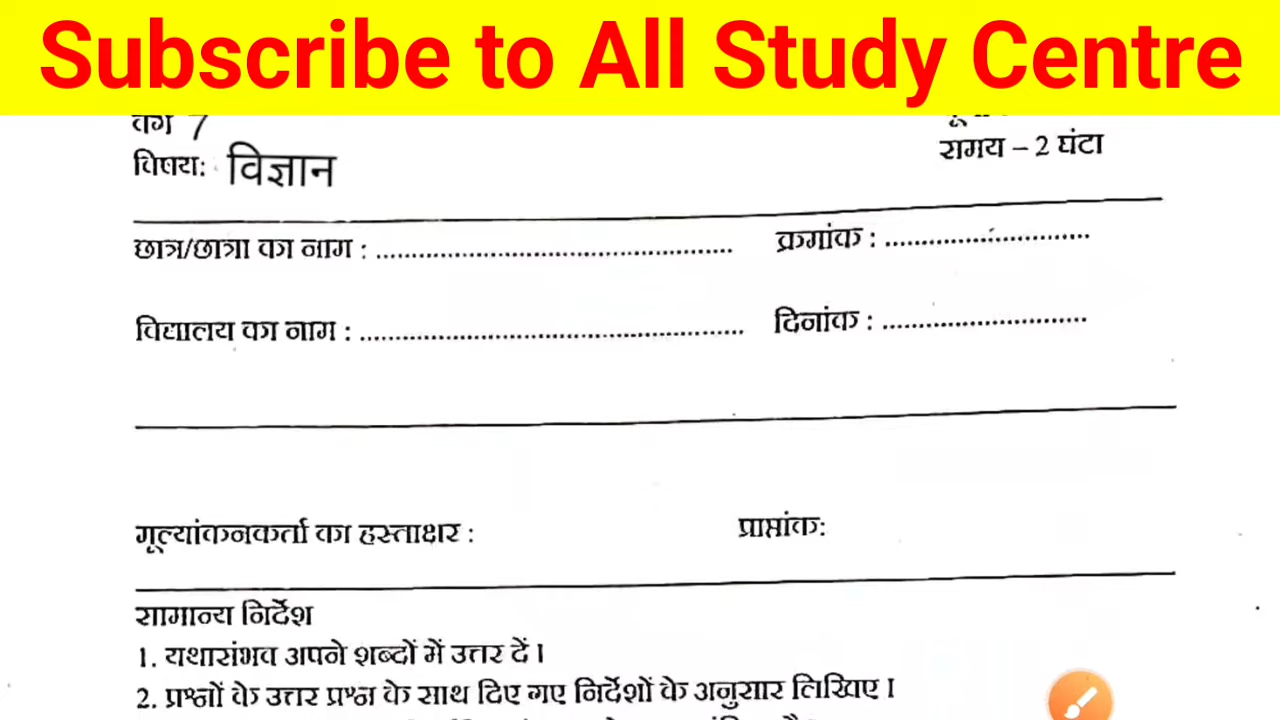 Subscribe to All Study Centre
वर्ग 7
विषय: विज्ञान
समय – 2 घंटा
छात्र/छात्रा का नाम : ........................................................
क्रमांक : .............................
विद्यालय का नाम : ............................................................
दिनांक : .............................
मूल्यांकनकर्ता का हस्ताक्षर :
प्राप्तांक:
सामान्य निर्देश
1. यथासंभव अपने शब्दों में उत्तर दें।
2. प्रश्नों के उत्तर प्रश्न के साथ दिए गए निर्देशों के अनुसार लिखिए।